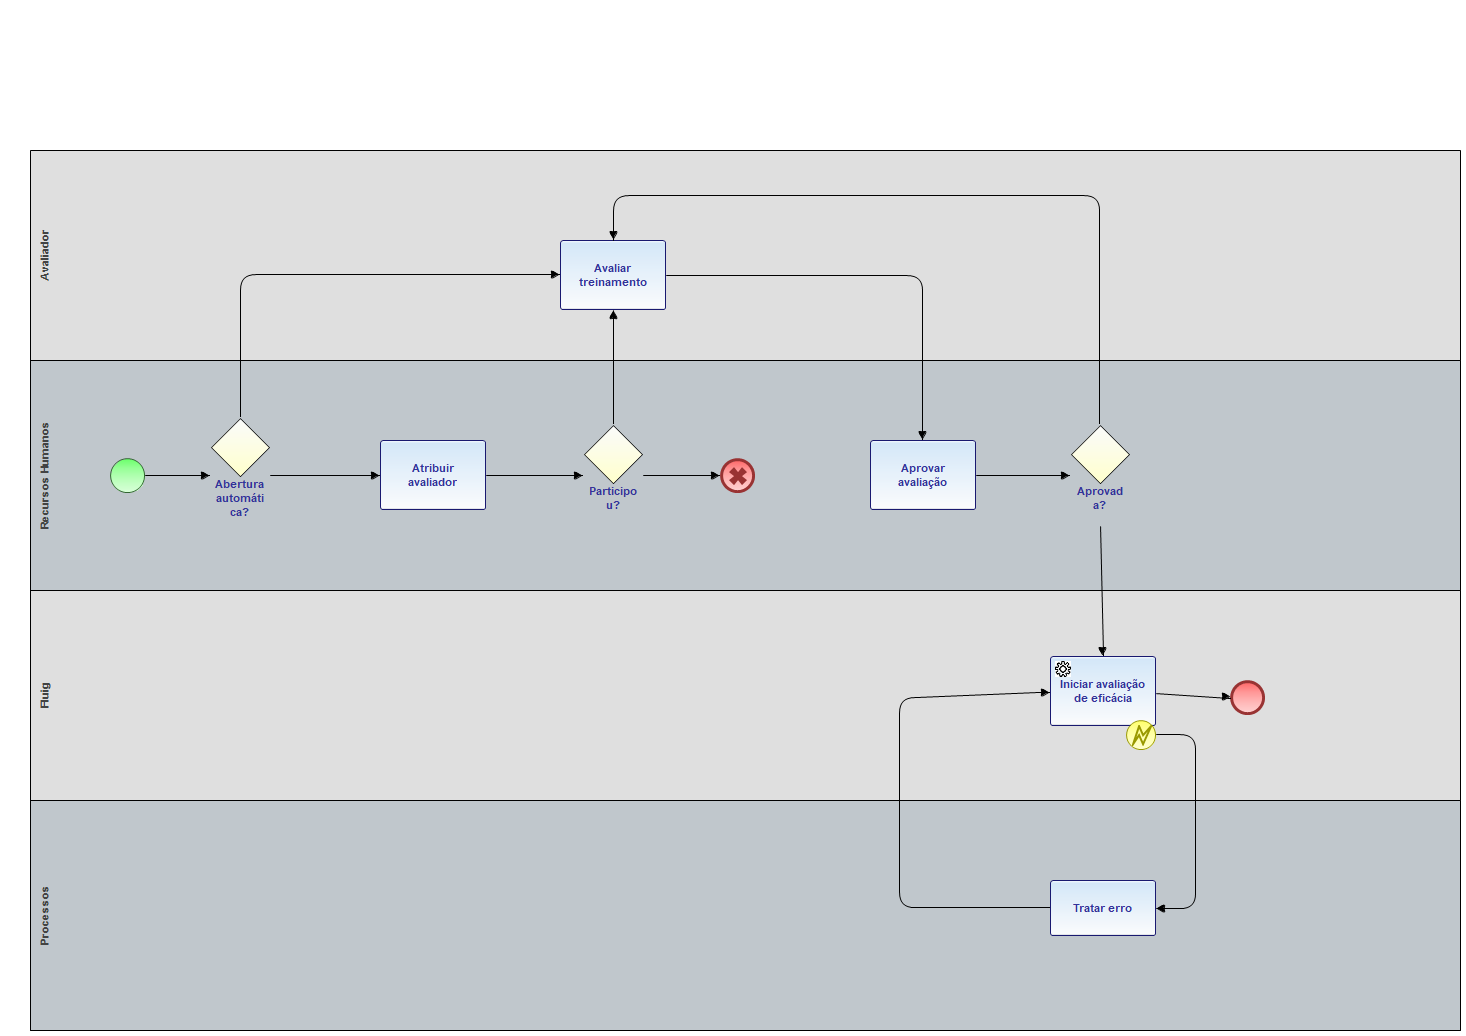 Avaliador
Avaliar
treinamento
Recursos Humanos
Abertura
automáti
ca?
Atribuir
avaliador
Participo
u?
Aprovar
avaliação
Aprovad
a?
Fluig
Iniciar avaliação
de eficácia
Processos
Tratar erro